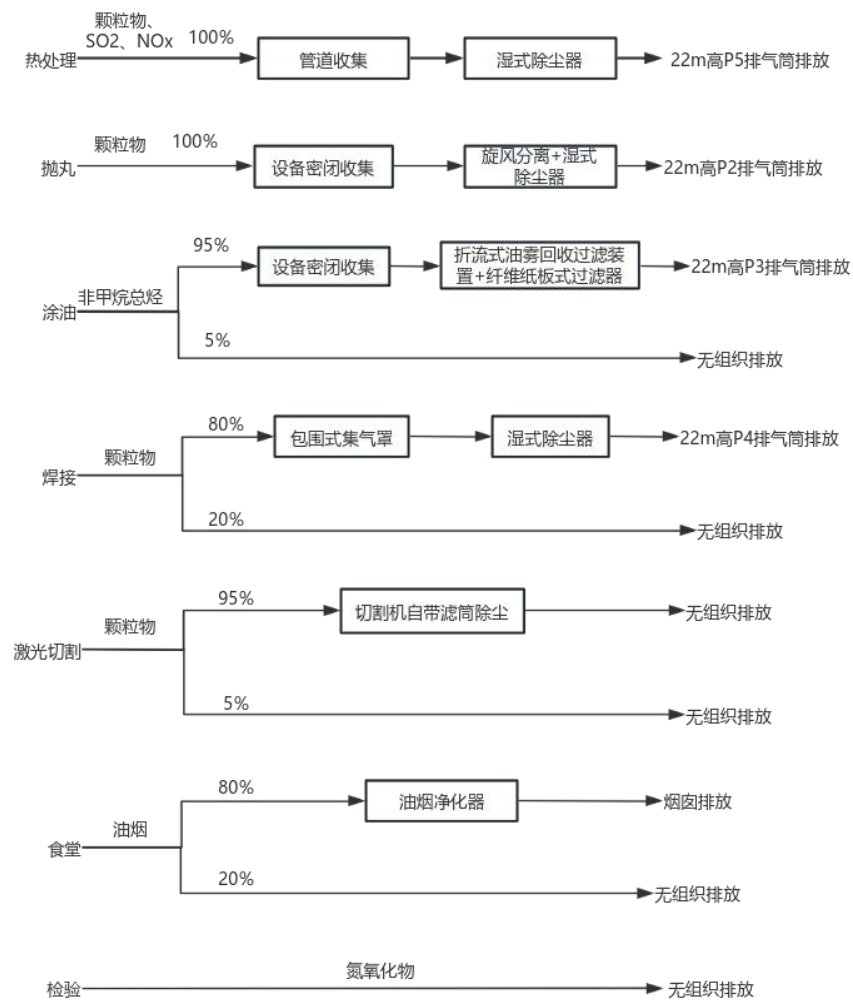 颗粒物、
SO2、NOx 100%
热处理 管道收集 湿式除尘器 22m高P5排气筒排放
颗粒物 100%
抛丸 设备密闭收集 旋风分离+湿式
除尘器 22m高P2排气筒排放
95%
设备密闭收集 折流式油雾回收过滤装
置+纤维纸板式过滤器 22m高P3排气筒排放
非甲烷总烃
涂油
5%
无组织排放
80%
包围式集气罩 湿式除尘器 22m高P4排气筒排放
颗粒物
焊接
20%
无组织排放
95%
切割机自带滤筒除尘 无组织排放
颗粒物
激光切割
5%
无组织排放
80%
油烟净化器 烟囱排放
油烟
食堂
20%
无组织排放
氮氧化物
检验 无组织排放